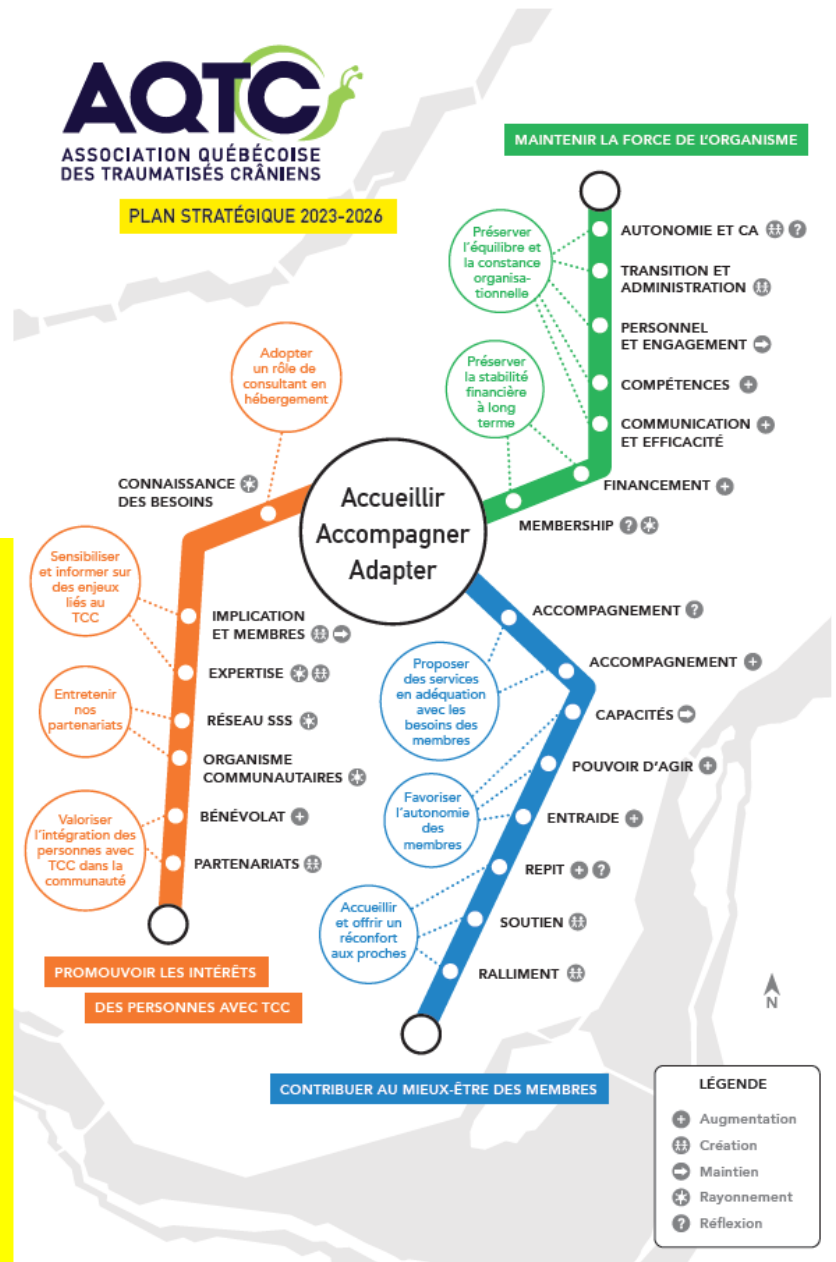 AQTC
ASSOCIATION QUÉBÉCOISE
DES TRAUMATISÉS CRÂNIENS
PLAN STRATÉGIQUE 2023-2026
MAINTENIR LA FORCE DE L'ORGANISME
Préserver
l'équilibre et
la constance
organisa-
tionnelle
AUTONOMIE ET CA
TRANSITION ET
ADMINISTRATION
PERSONNEL
ET ENGAGEMENT
COMPÉTENCES
COMMUNICATION
ET EFFICACITÉ
Préserver
la stabilité
financière
à long
terme
FINANCEMENT
MEMBERSHIP
Accueillir
Accompagner
Adapter
Adopter
un rôle de
consultant en
hébergement
CONNAISSANCE
DES BESOINS
Sensibiliser
et informer sur
des enjeux
liés au
TCC
IMPLICATION
ET MEMBRES
EXPERTISE
Entretenir
nos
partenariats
RÉSEAU SSS
ORGANISME
COMMUNAUTAIRES
Valoriser
l'intégration des
personnes avec
TCC dans la
communauté
BÉNÉVOLAT
PARTENARIATS
PROMOUVOIR LES INTÉRÊTS
DES PERSONNES AVEC TCC
ACCOMPAGNEMENT
ACCOMPAGNEMENT
Proposer
des services
en adéquation
avec les
besoins des
membres
CAPACITÉS
POUVOIR D'AGIR
ENTRAIDE
Favoriser
l'autonomie
des
membres
REPIT
SOUTIEN
RALLIMENT
Accueillir
et offrir un
réconfort
aux proches
CONTRIBUER AU MIEUX-ÊTRE DES MEMBRES
N
LÉGENDE
+ Augmentation
Création
Maintien
Rayonnement
? Réflexion